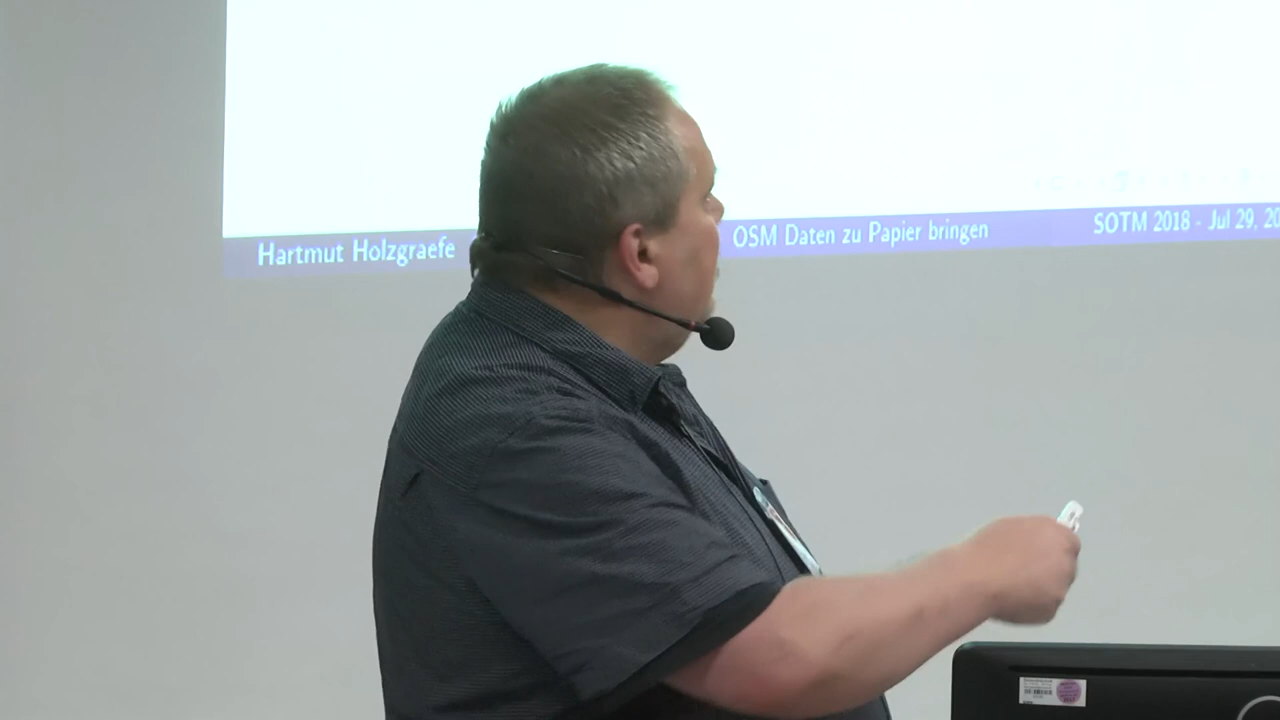 Hartmut Holzgraefe
OSM Daten zu Papier bringen
SOTM 2018 - Jul 29, 20